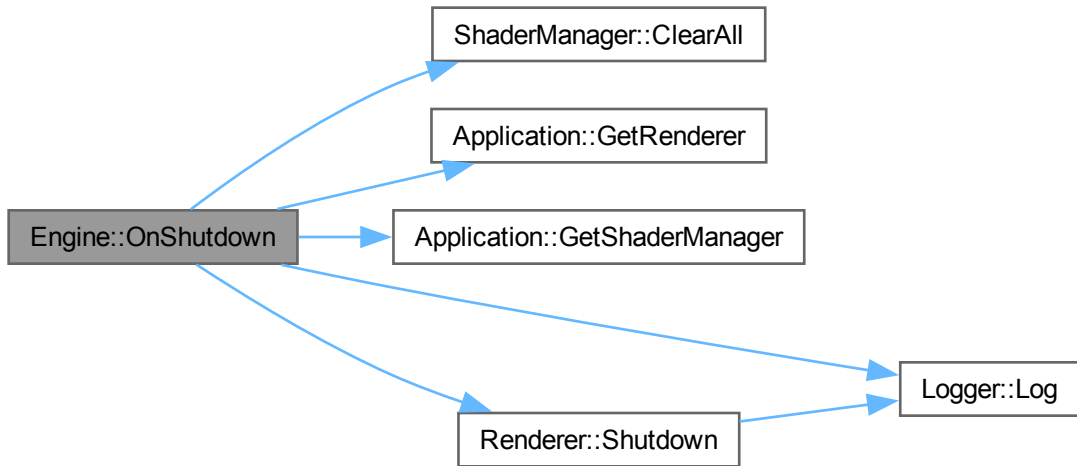 ShaderManager::ClearAll
Application::GetRenderer
Engine::OnShutdown
Application::GetShaderManager
Logger::Log
Renderer::Shutdown